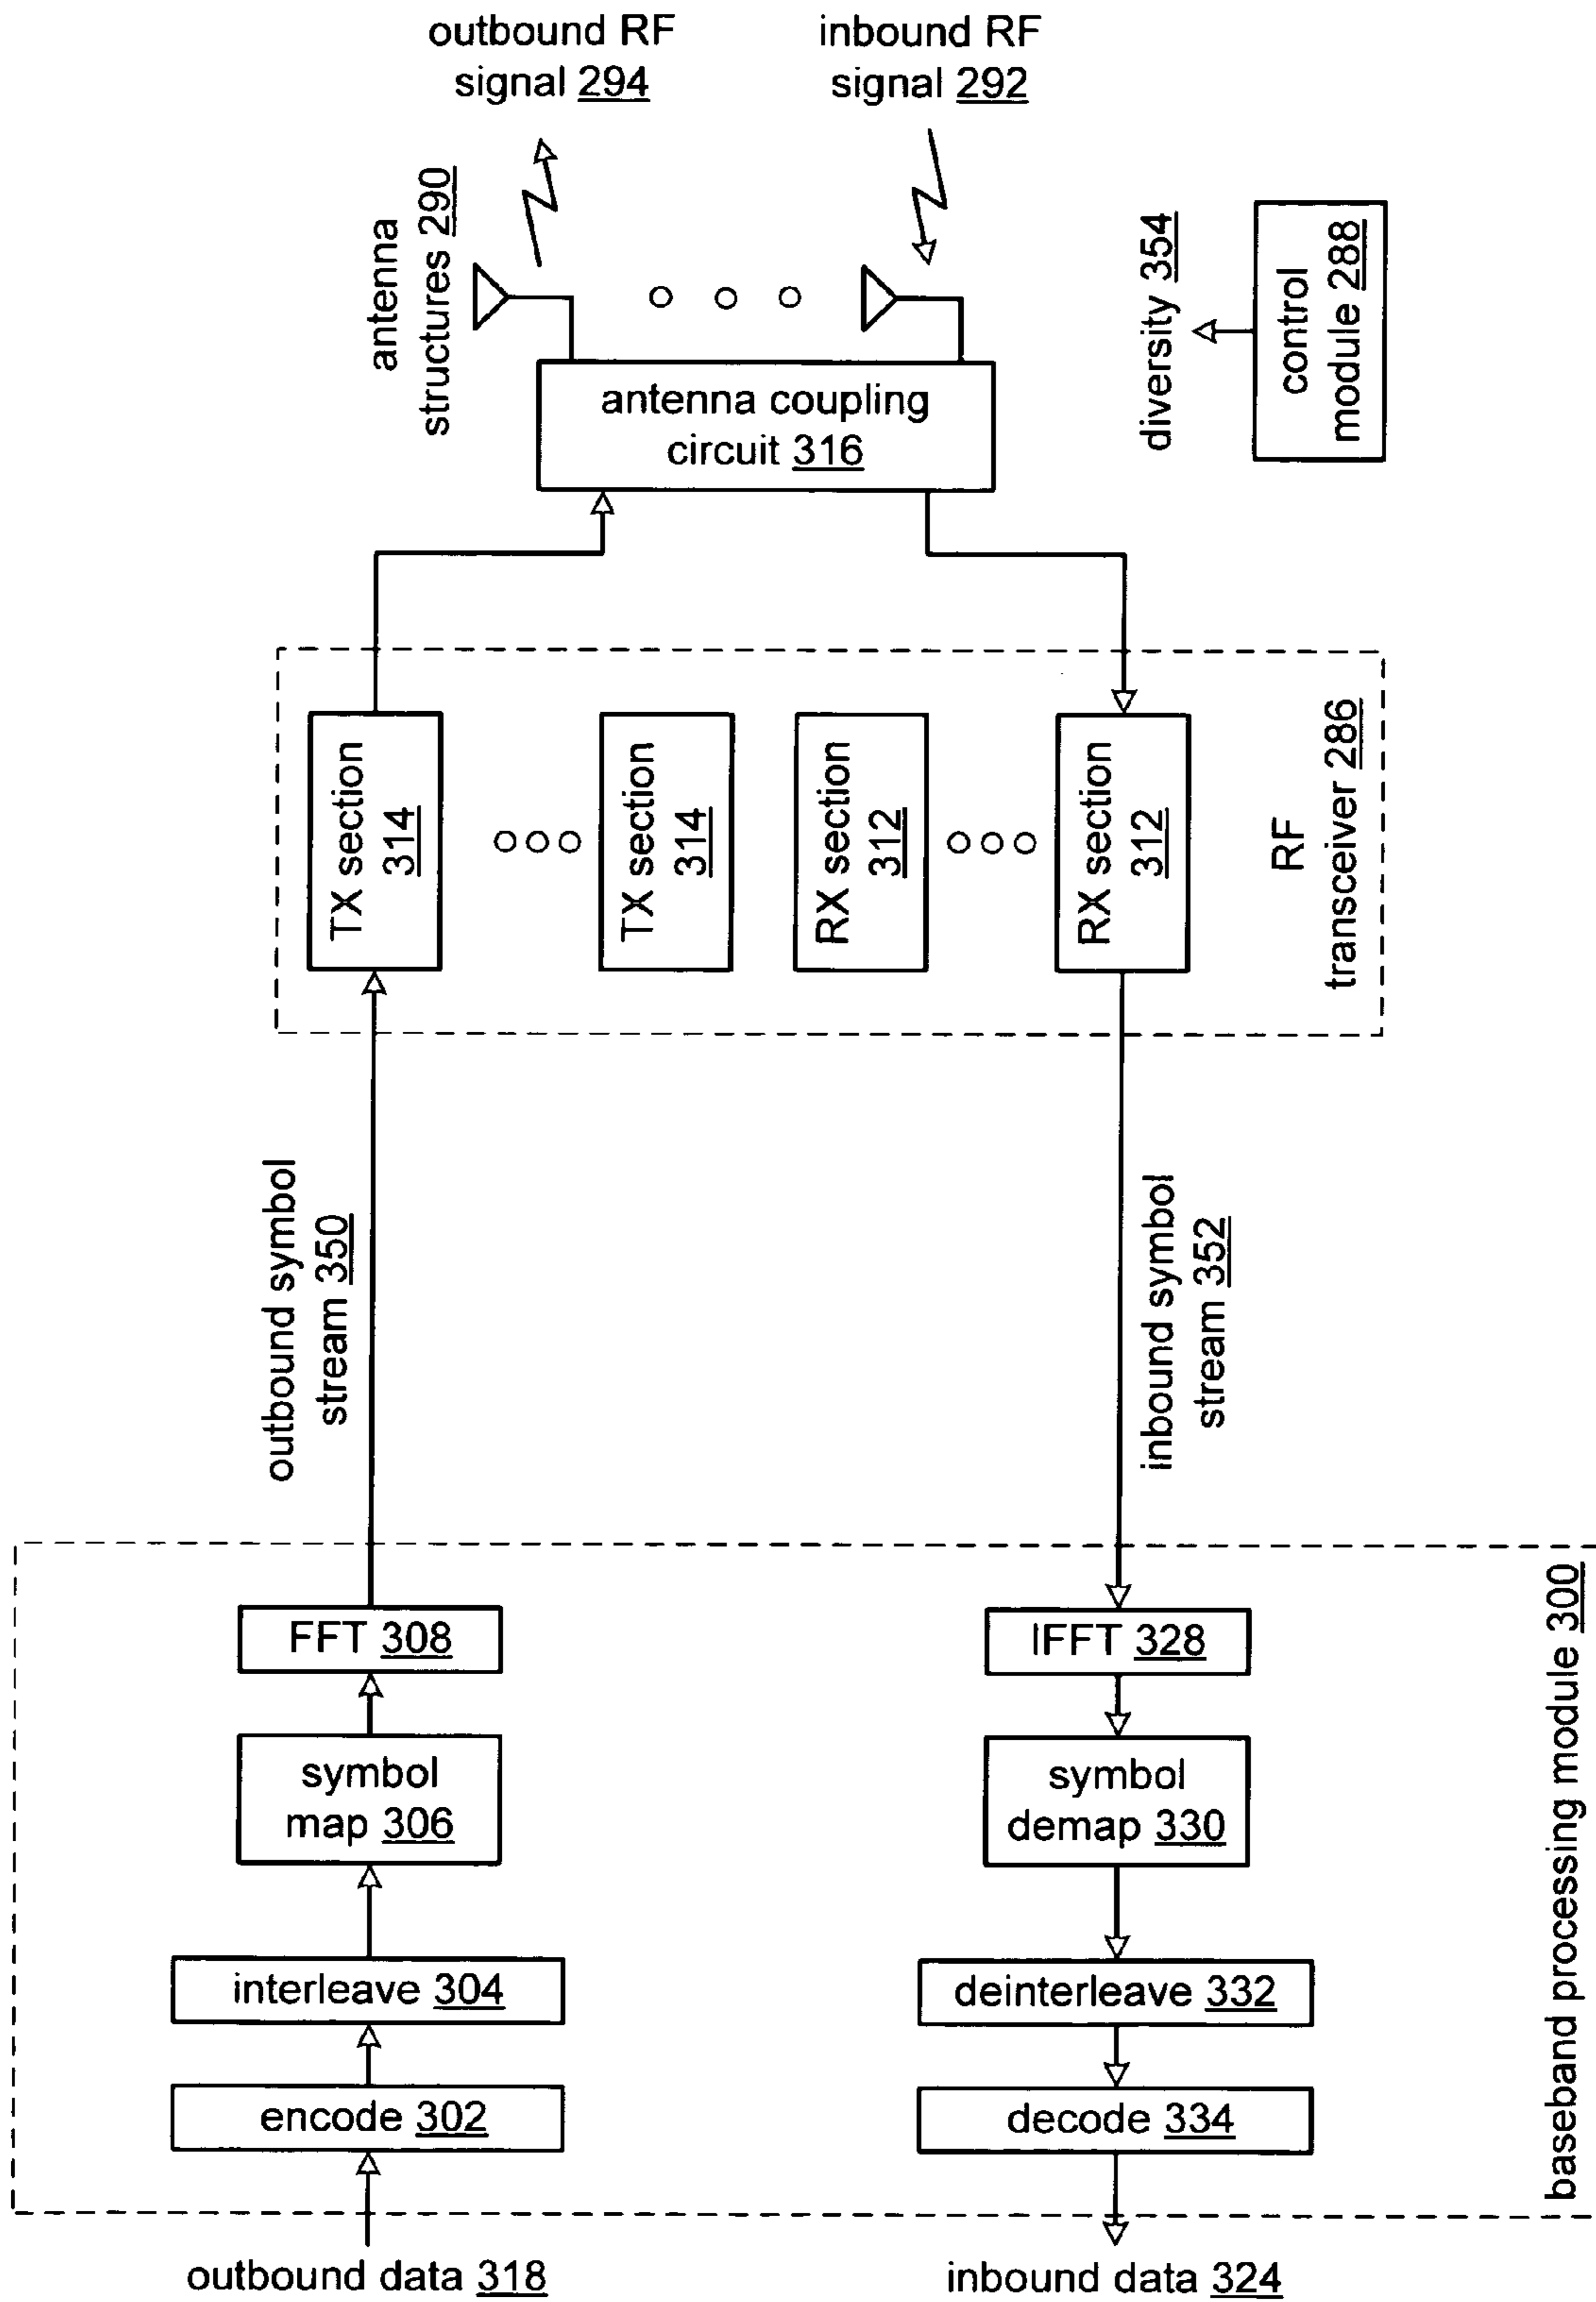 outbound RF
signal 294
inbound RF
signal 292
antenna
structures 290
antenna coupling
circuit 316
diversity 354
control
module 288
TX section
314
TX section
314
RX section
312
RX section
312
RF
transceiver 286
outbound symbol
stream 350
inbound symbol
stream 352
FFT 308
symbol
map 306
interleave 304
encode 302
outbound data 318
IFFT 328
symbol
demap 330
deinterleave 332
decode 334
inbound data 324
baseband processing module 300